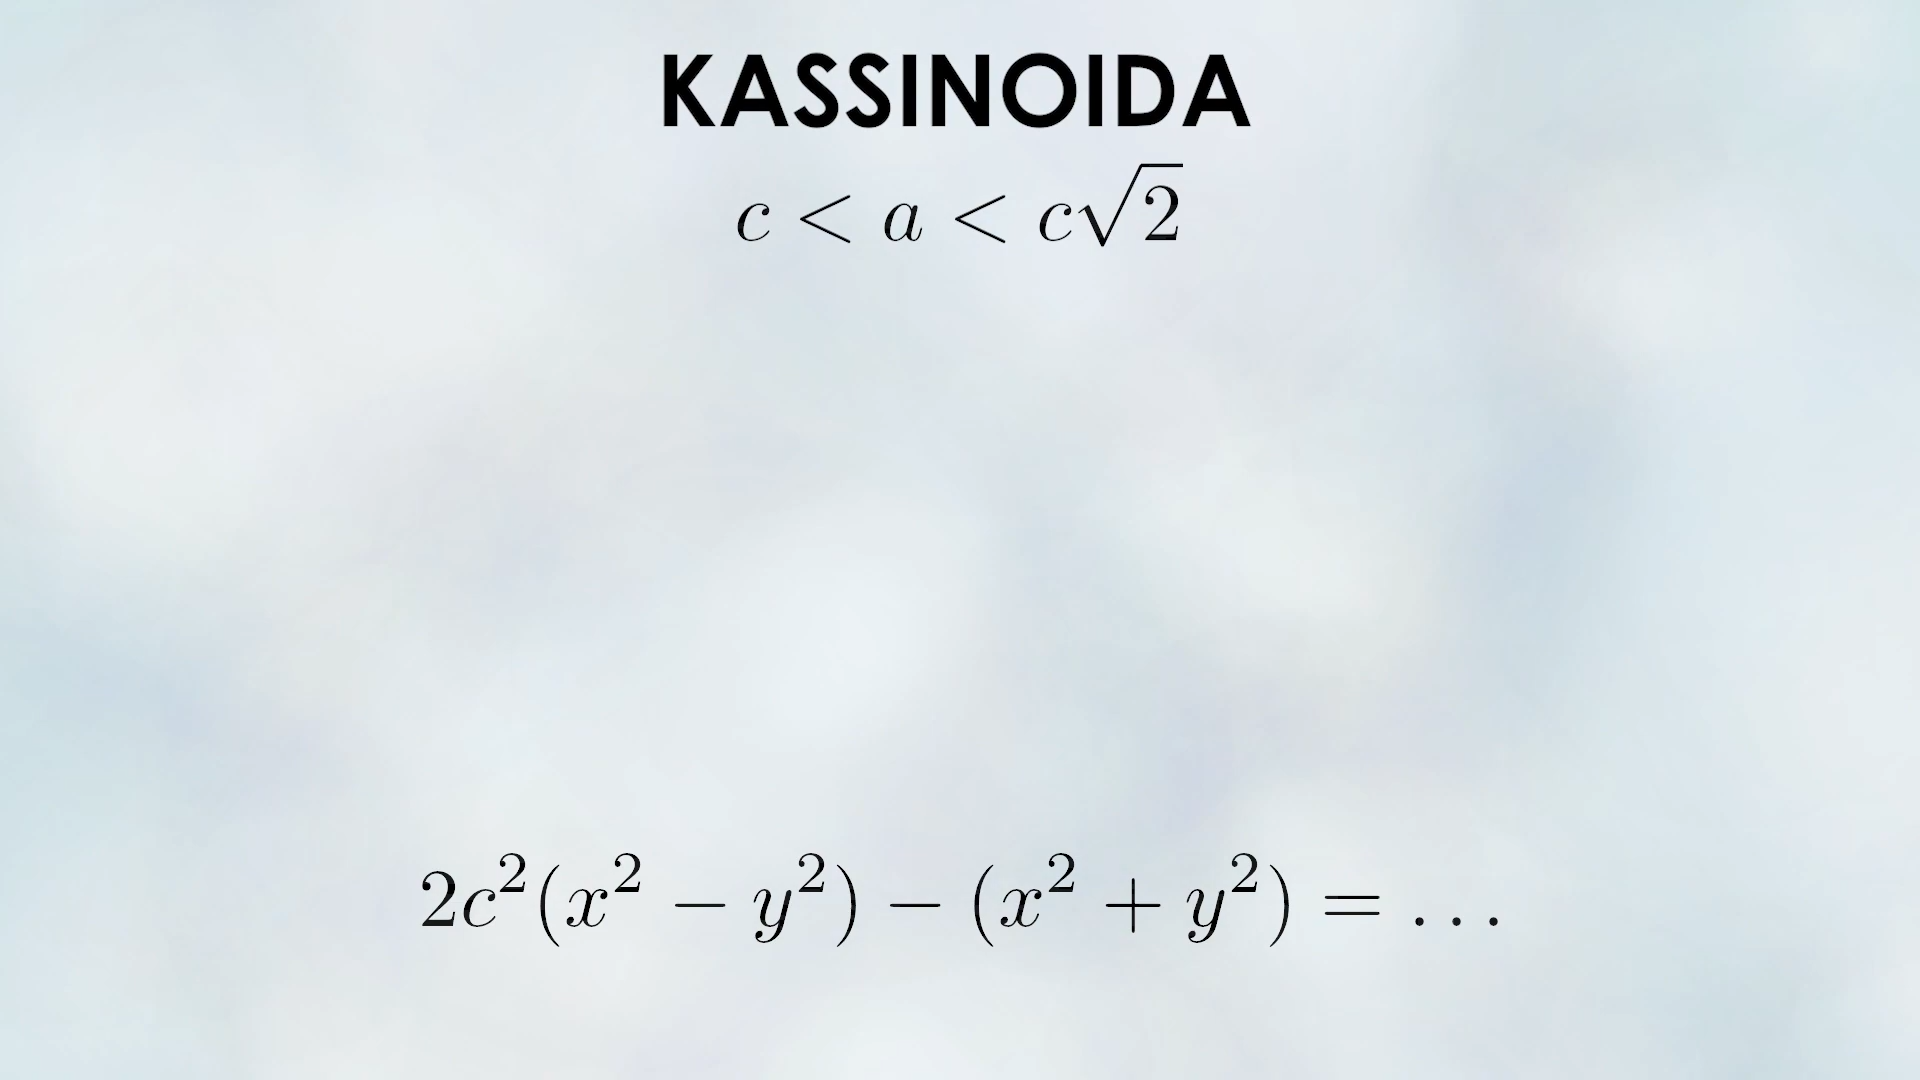 KASSINOIDA
c < a < c√2
2c²(x² − y²) − (x² + y²) = ...